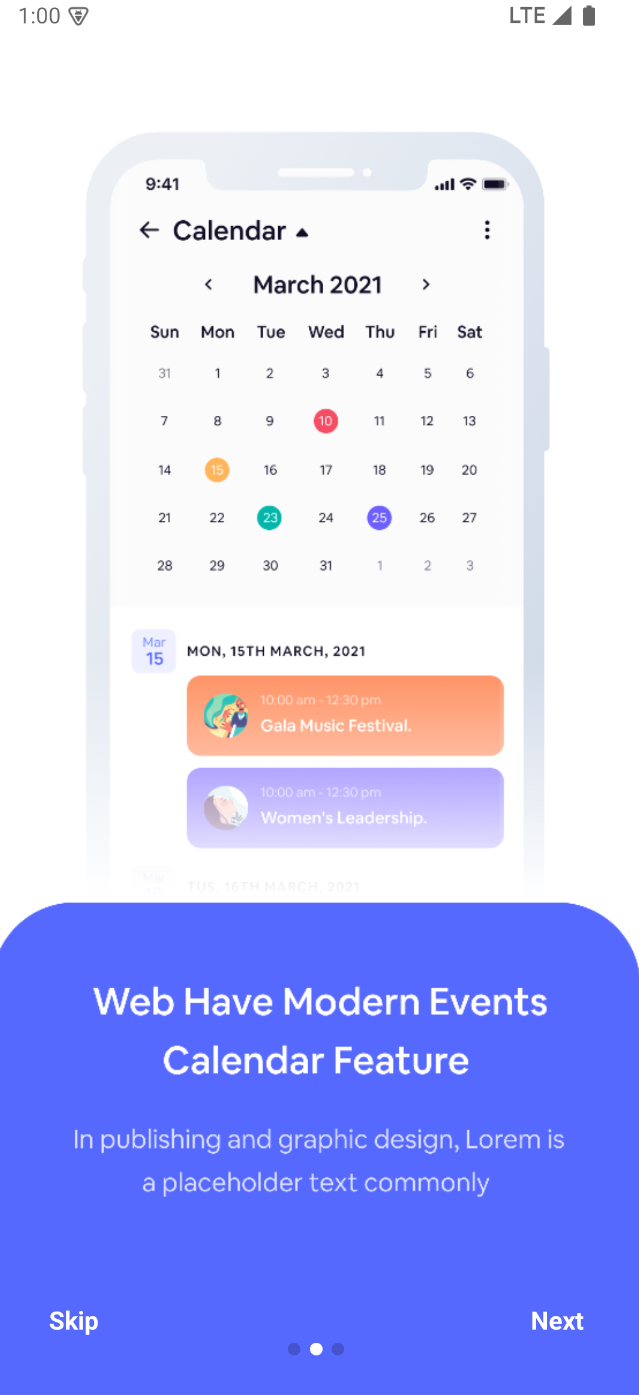 1:00
LTE
9:41
Calendar
March 2021
Sun Mon Tue Wed Thu Fri Sat
31 1 2 3 4 5 6
7 8 9 10 11 12 13
14 15 16 17 18 19 20
21 22 23 24 25 26 27
28 29 30 31 1 2 3
Mar
15
MON, 15TH MARCH, 2021
10:00 am - 12:30 pm
Gala Music Festival.
10:00 am - 12:30 pm
Women's Leadership.
TUS, 16TH MARCH, 2021
Web Have Modern Events
Calendar Feature
In publishing and graphic design, Lorem is
a placeholder text commonly
Skip
Next